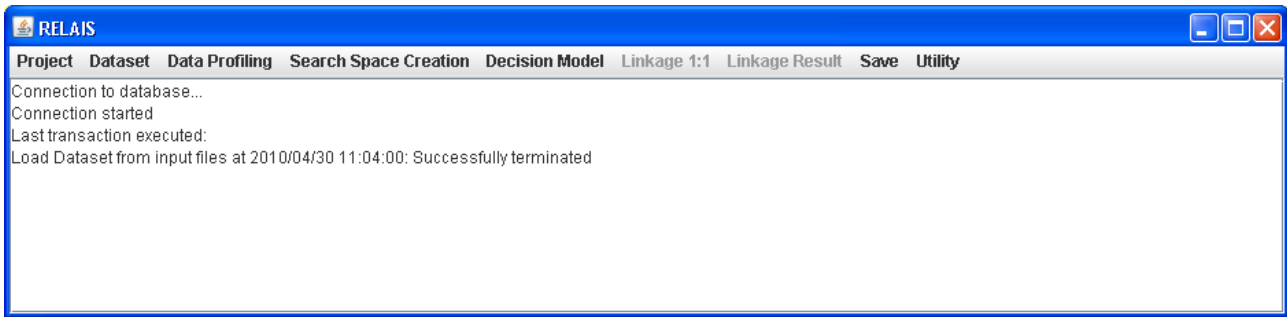 RELAIS
Project Dataset Data Profiling Search Space Creation Decision Model Linkage 1:1 Linkage Result Save Utility
Connection to database...
Connection started
Last transaction executed:
Load Dataset from input files at 2010/04/30 11:04:00: Successfully terminated